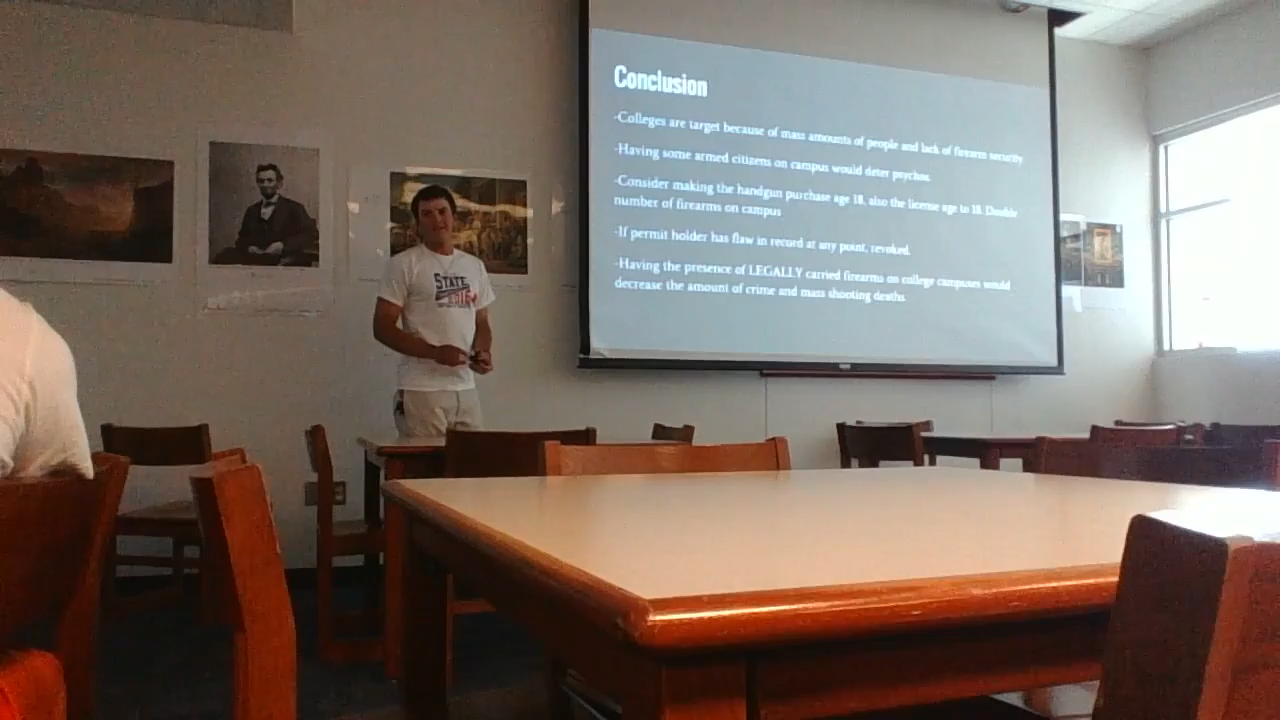 Conclusion
-Colleges are target because of mass amounts of people and lack of firearm security
-Having some armed citizens on campus would deter psychos.
-Consider making the handgun purchase age 18, also the license age to 18. Double
number of firearms on campus
-If permit holder has flaw in record at any point, revoked.
-Having the presence of LEGALLY carried firearms on college campuses would
decrease the amount of crime and mass shooting deaths.
STATE